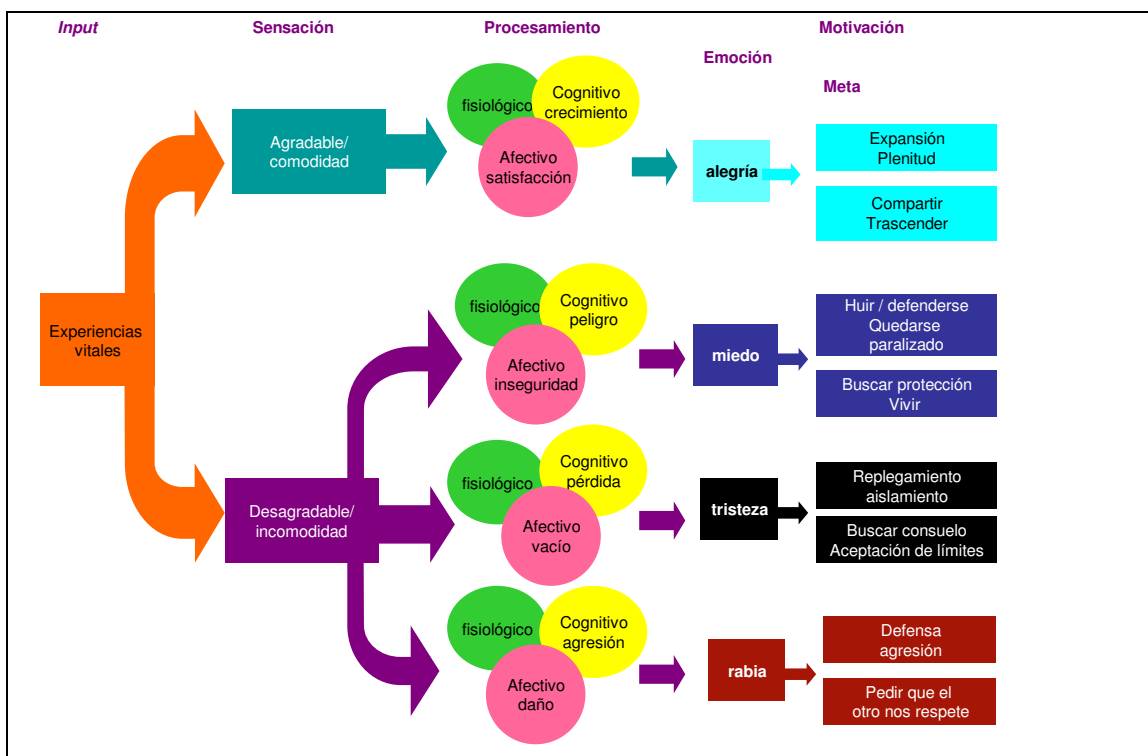 Input
Sensación
Procesamiento
Motivación
Emoción
Meta
Experiencias
vitales
Agradable/
comodidad
fisiológico
Cognitivo
crecimiento
Afectivo
satisfacción
alegría
Expansión
Plenitud
Compartir
Trascender
Desagradable/
incomodidad
fisiológico
Cognitivo
peligro
Afectivo
inseguridad
miedo
Huir / defenderse
Quedarse
paralizado
Buscar protección
Vivir
fisiológico
Cognitivo
pérdida
Afectivo
vacío
tristeza
Replegamiento
aislamiento
Buscar consuelo
Aceptación de límites
fisiológico
Cognitivo
agresión
Afectivo
daño
rabia
Defensa
agresión
Pedir que el
otro nos respete